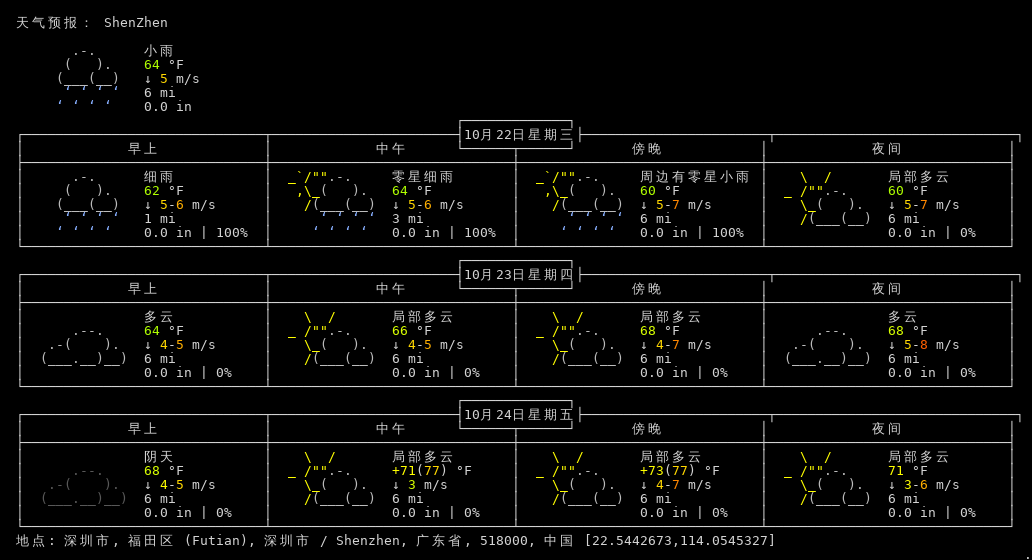 天气预报： ShenZhen
小雨
64 °F
↓ 5 m/s
6 mi
0.0 in
10月22日星期三
早上 中午 傍晚 夜间
细雨 零星细雨 周边有零星小雨 局部多云
62 °F 64 °F 60 °F 60 °F
↓ 5-6 m/s ↓ 5-6 m/s ↓ 5-7 m/s ↓ 5-7 m/s
1 mi 3 mi 6 mi 6 mi
0.0 in | 100% 0.0 in | 100% 0.0 in | 100% 0.0 in | 0%
10月23日星期四
早上 中午 傍晚 夜间
多云 局部多云 局部多云 多云
64 °F 66 °F 68 °F 68 °F
↓ 4-5 m/s ↓ 4-5 m/s ↓ 4-7 m/s ↓ 5-8 m/s
6 mi 6 mi 6 mi 6 mi
0.0 in | 0% 0.0 in | 0% 0.0 in | 0% 0.0 in | 0%
10月24日星期五
早上 中午 傍晚 夜间
阴天 局部多云 局部多云 局部多云
68 °F +71(77) °F +73(77) °F 71 °F
↓ 4-5 m/s ↓ 3 m/s ↓ 4-7 m/s ↓ 3-6 m/s
6 mi 6 mi 6 mi 6 mi
0.0 in | 0% 0.0 in | 0% 0.0 in | 0% 0.0 in | 0%
地点: 深圳市, 福田区 (Futian), 深圳市 / Shenzhen, 广东省, 518000, 中国 [22.5442673,114.0545327]